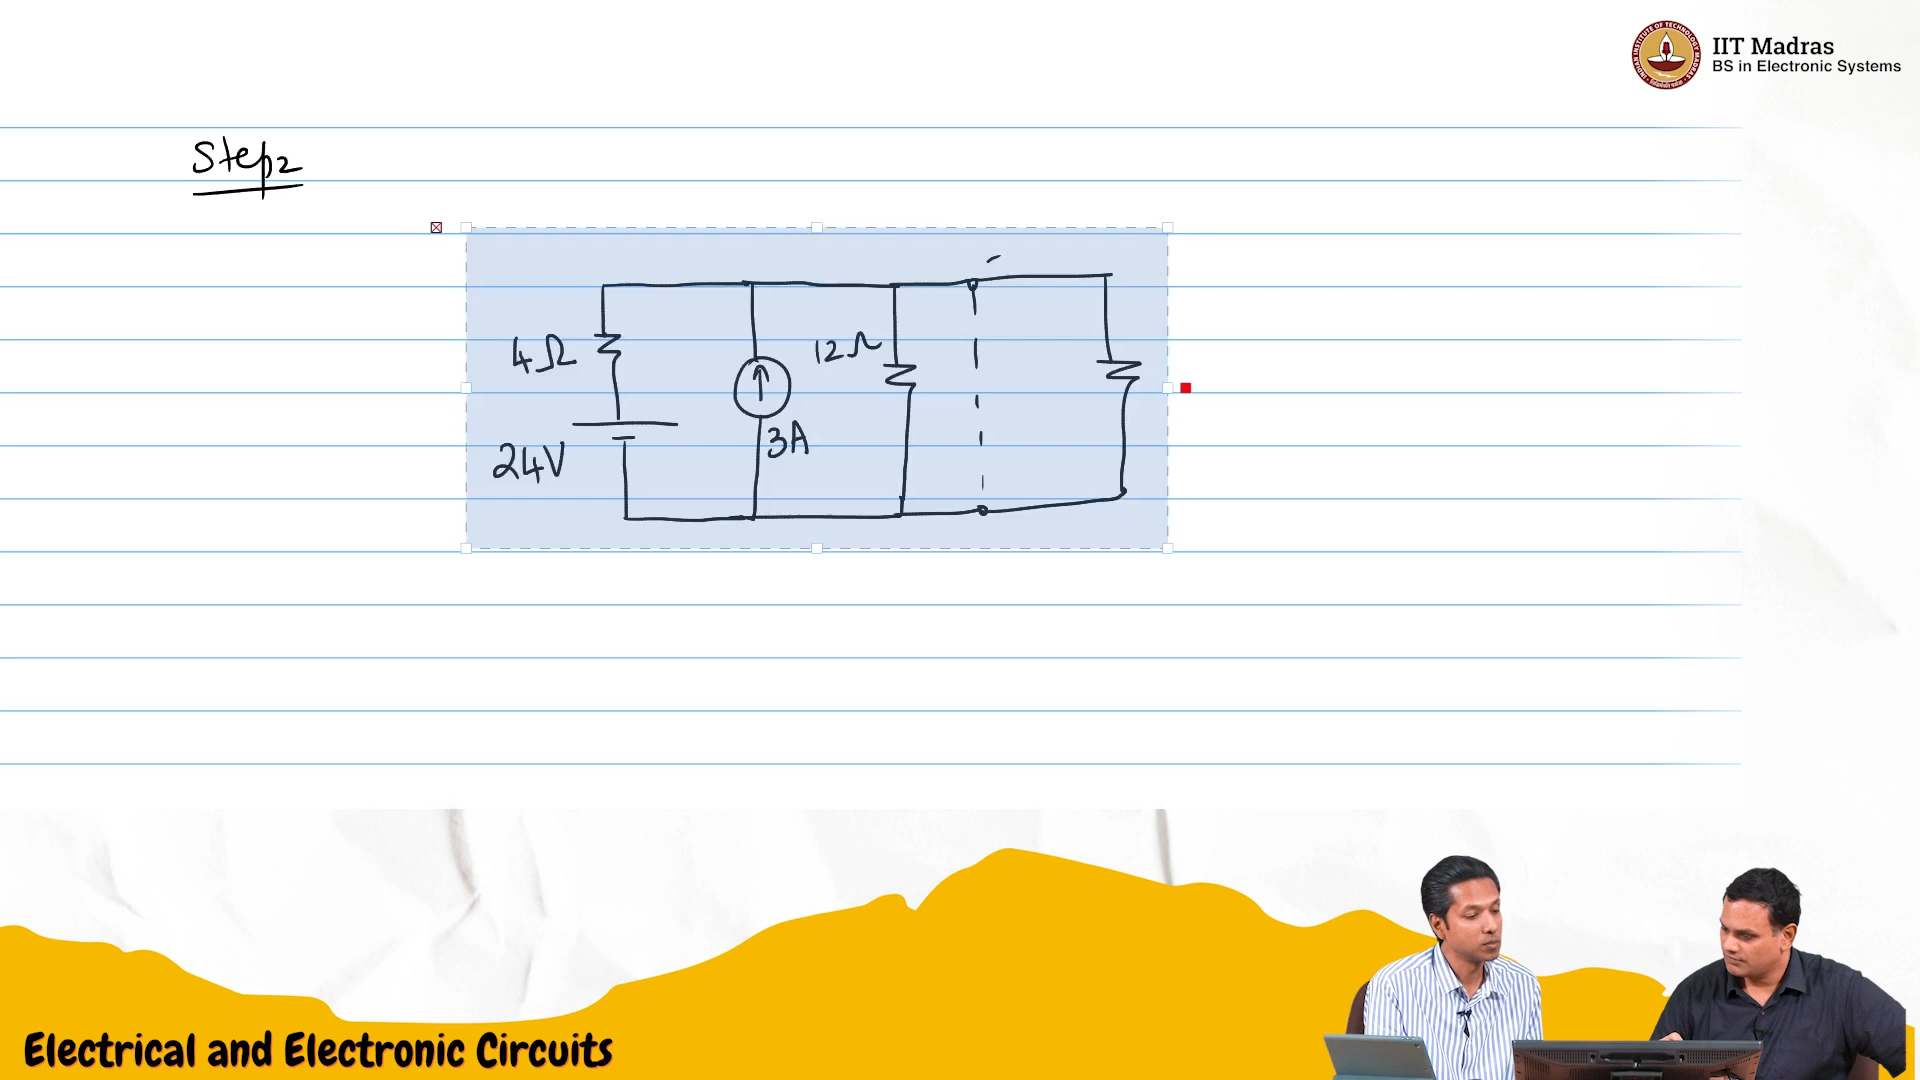 IIT Madras
BS in Electronic Systems
Step2
4Ω
12Ω
24V
3A
Electrical and Electronic Circuits